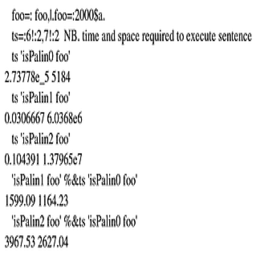 foo=: foo,|.foo=:2000$a.
ts=:6!:2,7!:2 NB. time and space required to execute sentence
ts 'isPalin0 foo'
2.73778e_5 5184
ts 'isPalin1 foo'
0.0306667 6.0368e6
ts 'isPalin2 foo'
0.104391 1.37965e7
'isPalin1 foo' %&ts 'isPalin0 foo'
1599.09 1164.23
'isPalin2 foo' %&ts 'isPalin0 foo'
3967.53 2627.04